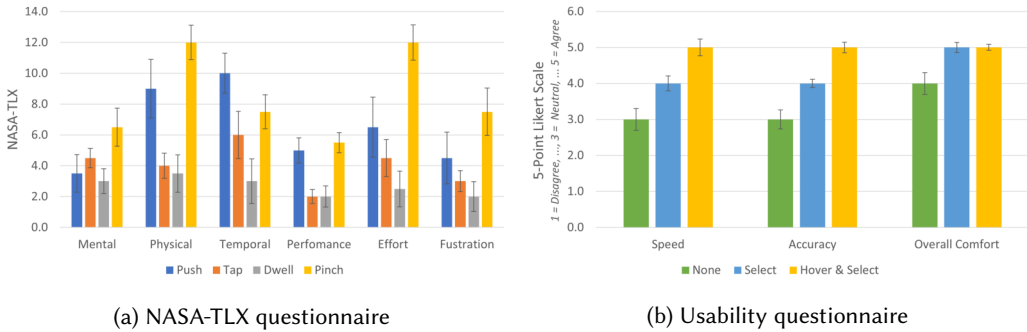 14.0
12.0
10.0
8.0
6.0
4.0
2.0
0.0
NASA-TLX
Mental Physical Temporal Perfomance Effort Fustration
Push Tap Dwell Pinch
(a) NASA-TLX questionnaire
6.0
5.0
4.0
3.0
2.0
1.0
0.0
5-Point Likert Scale
1 = Disagree, ..., 3 = Neutral, ... 5 = Agree
Speed Accuracy Overall Comfort
None Select Hover & Select
(b) Usability questionnaire